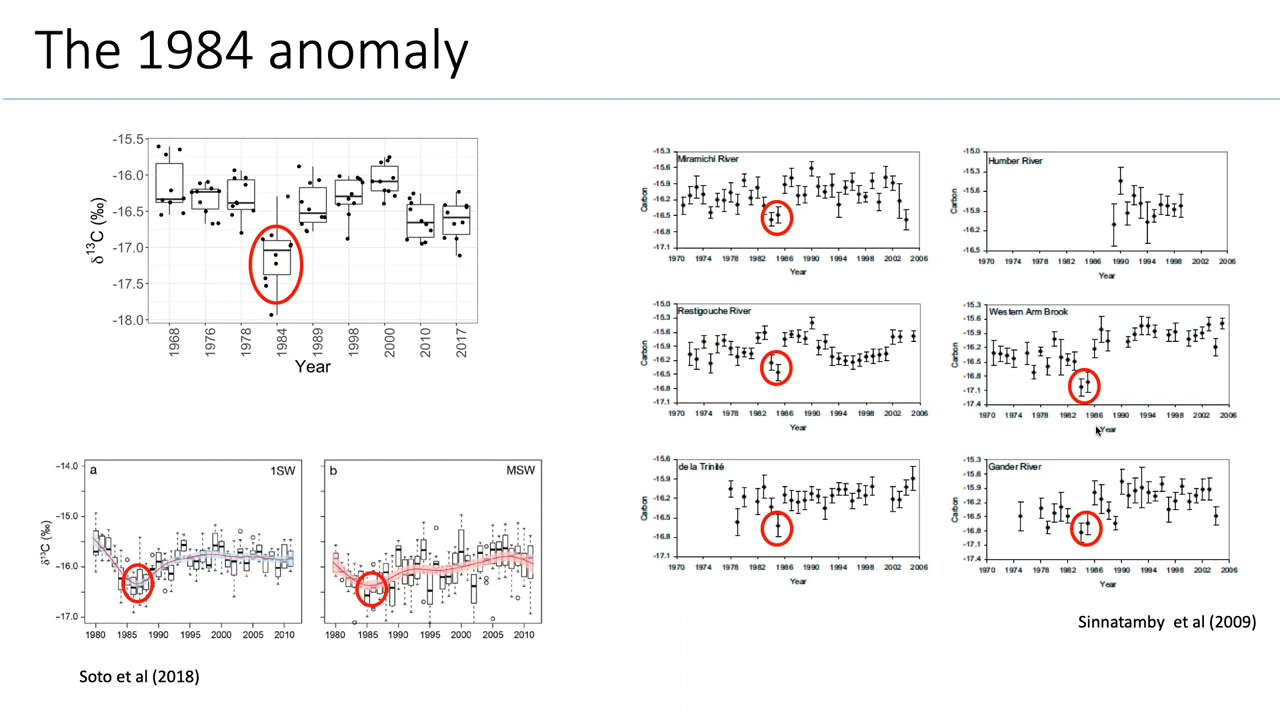 The 1984 anomaly
-15.5
-16.0
-16.5
-17.0
-17.5
-18.0
δ13C (‰)
1968
1976
1978
1984
1989
1998
2000
2010
2017
Year
a
1SW
b
MSW
−14.0
−15.0
−16.0
−17.0
δ13C (‰)
1980 1985 1990 1995 2000 2005 2010
1980 1985 1990 1995 2000 2005 2010
Soto et al (2018)
Miramichi River
-15.3
-15.6
-15.9
-16.2
-16.5
-16.8
-17.1
Carbon
1970 1974 1978 1982 1986 1990 1994 1998 2002 2006
Year
Humber River
-15.0
-15.3
-15.6
-15.9
-16.2
-16.5
Carbon
1970 1974 1978 1982 1986 1990 1994 1998 2002 2006
Year
Restigouche River
-15.0
-15.3
-15.6
-15.9
-16.2
-16.5
-16.8
-17.1
Carbon
1970 1974 1978 1982 1986 1990 1994 1998 2002 2006
Year
Western Arm Brook
-15.3
-15.6
-15.9
-16.2
-16.5
-16.8
-17.1
-17.4
Carbon
1970 1974 1978 1982 1986 1990 1994 1998 2002 2006
Year
de la Trinité
-15.6
-15.9
-16.2
-16.5
-16.8
-17.1
Carbon
1970 1974 1978 1982 1986 1990 1994 1998 2002 2006
Year
Gander River
-15.3
-15.6
-15.9
-16.2
-16.5
-16.8
-17.1
-17.4
Carbon
1970 1974 1978 1982 1986 1990 1994 1998 2002 2006
Year
Sinnatamby et al (2009)